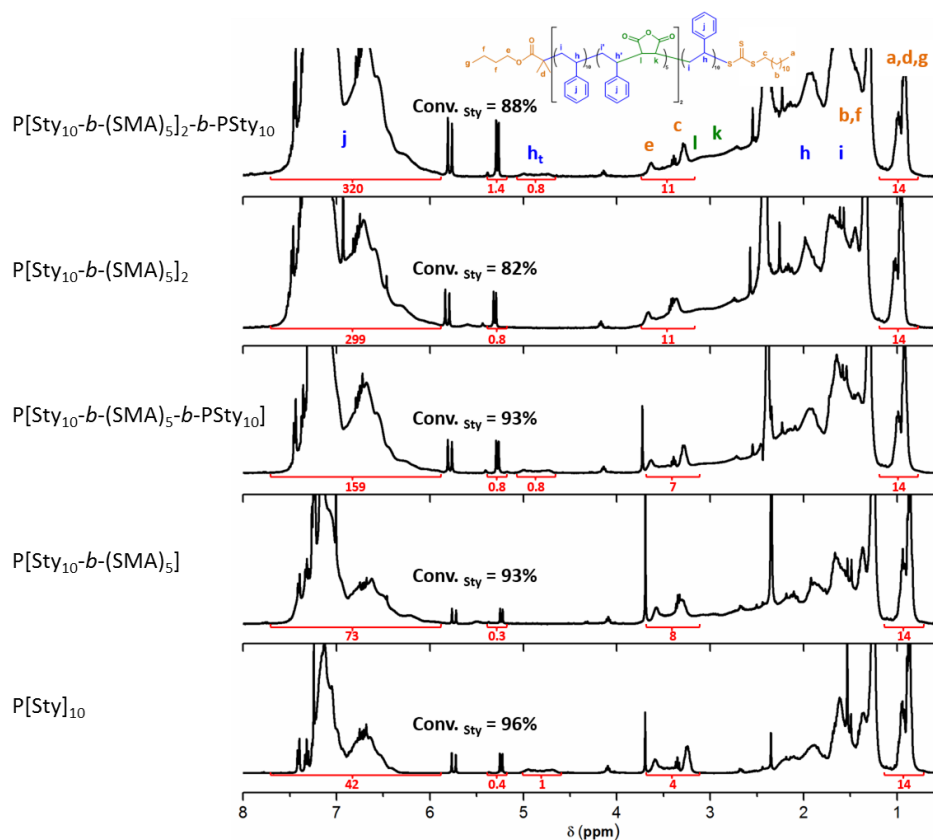 P[Sty10-b-(SMA)5]2-b-PSty10
Conv. Sty = 88%
j
ht
e
c
l
k
h
i
b,f
a,d,g
320
1.4
0.8
11
14
P[Sty10-b-(SMA)5]2
Conv. Sty = 82%
299
0.8
11
14
P[Sty10-b-(SMA)5-b-PSty10]
Conv. Sty = 93%
159
0.8
0.8
7
14
P[Sty10-b-(SMA)5]
Conv. Sty = 93%
73
0.3
8
14
P[Sty]10
Conv. Sty = 96%
42
0.4
1
4
14
8 7 6 5 4 3 2 1
δ (ppm)